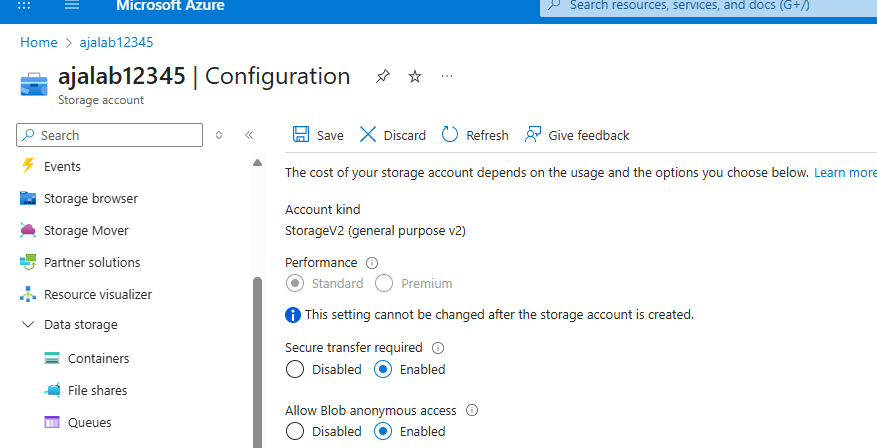 Microsoft Azure
Search resources, services, and docs (G+/)
Home > ajalab12345
ajalab12345 | Configuration
Storage account
Search
Events
Storage browser
Storage Mover
Partner solutions
Resource visualizer
Data storage
Containers
File shares
Queues
Save Discard Refresh Give feedback
The cost of your storage account depends on the usage and the options you choose below. Learn more
Account kind
StorageV2 (general purpose v2)
Performance
Standard Premium
This setting cannot be changed after the storage account is created.
Secure transfer required
Disabled Enabled
Allow Blob anonymous access
Disabled Enabled